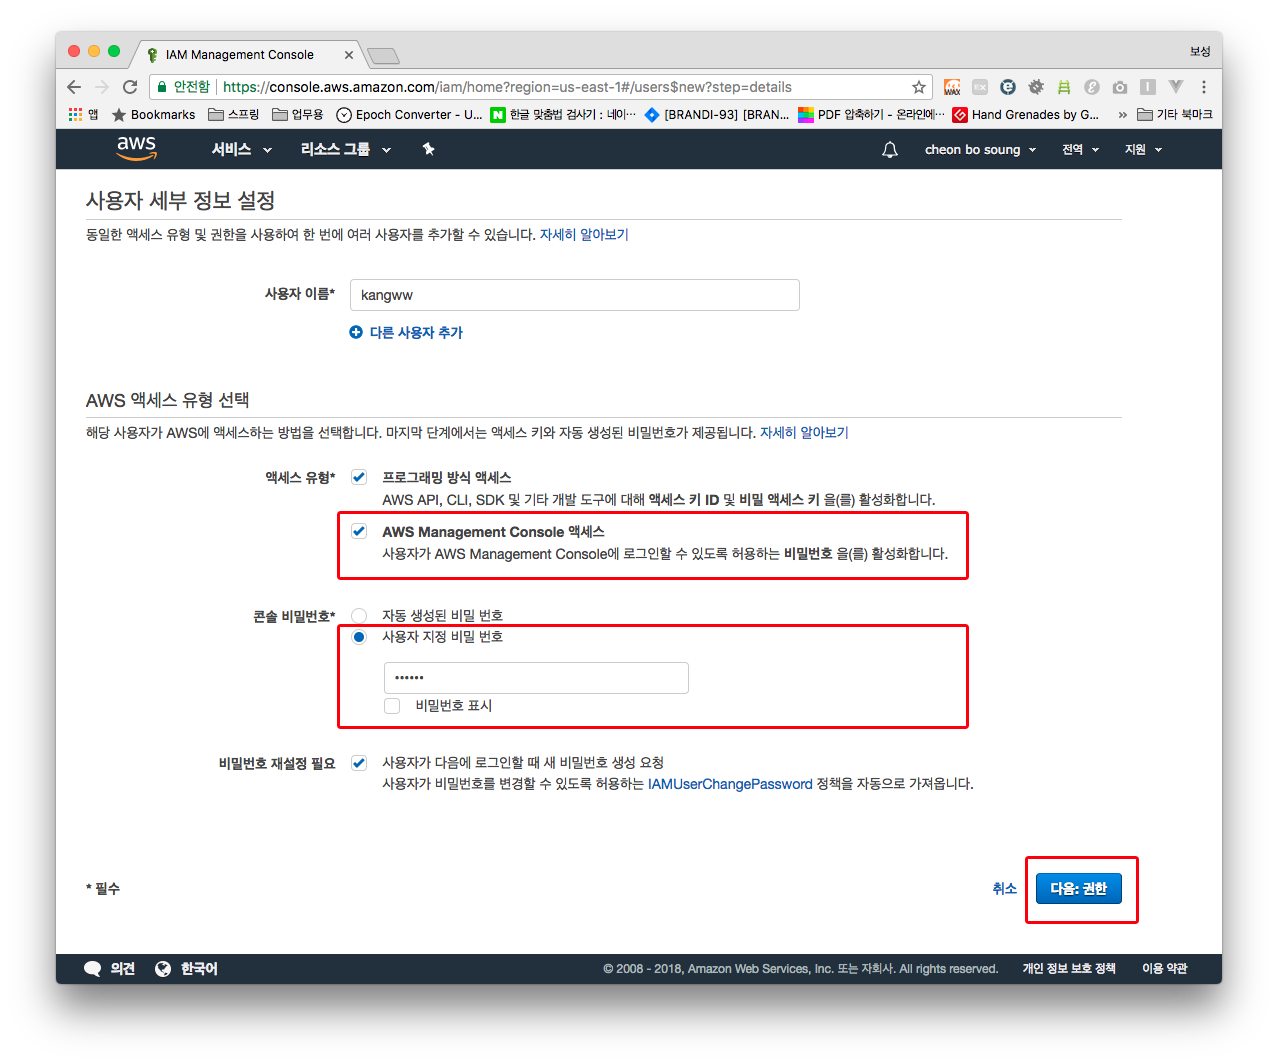 IAM Management Console
보성
안전함 https://console.aws.amazon.com/iam/home?region=us-east-1#/users$new?step=details
앱 Bookmarks 스프링 업무용 Epoch Converter - U... 한글 맞춤법 검사기 : 네이… [BRANDI-93] [BRAN... PDF 압축하기 - 온라인에… Hand Grenades by G... » 기타 북마크
aws 서비스 리소스 그룹 cheon bo soung 전역 지원
사용자 세부 정보 설정
동일한 액세스 유형 및 권한을 사용하여 한 번에 여러 사용자를 추가할 수 있습니다. 자세히 알아보기
사용자 이름* kangww
다른 사용자 추가
AWS 액세스 유형 선택
해당 사용자가 AWS에 액세스하는 방법을 선택합니다. 마지막 단계에서는 액세스 키와 자동 생성된 비밀번호가 제공됩니다. 자세히 알아보기
액세스 유형* 프로그래밍 방식 액세스
AWS API, CLI, SDK 및 기타 개발 도구에 대해 액세스 키 ID 및 비밀 액세스 키 을(를) 활성화합니다.
AWS Management Console 액세스
사용자가 AWS Management Console에 로그인할 수 있도록 허용하는 비밀번호 을(를) 활성화합니다.
콘솔 비밀번호* 자동 생성된 비밀 번호
사용자 지정 비밀 번호
••••••
비밀번호 표시
비밀번호 재설정 필요 사용자가 다음에 로그인할 때 새 비밀번호 생성 요청
사용자가 비밀번호를 변경할 수 있도록 허용하는 IAMUserChangePassword 정책을 자동으로 가져옵니다.
* 필수 취소 다음: 권한
의견 한국어 © 2008 - 2018, Amazon Web Services, Inc. 또는 자회사. All rights reserved. 개인 정보 보호 정책 이용 약관